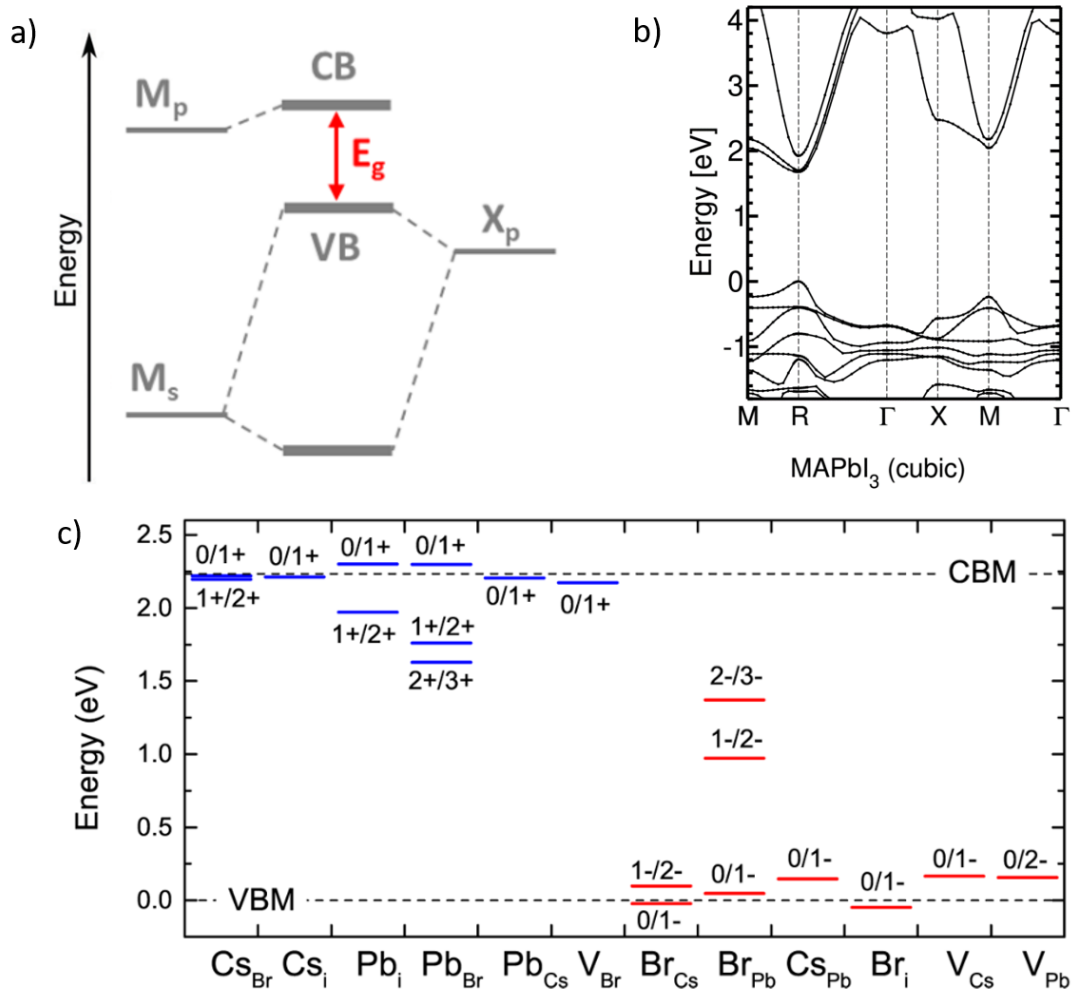 a)
Energy
M_p
CB
E_g
VB
X_p
M_s
b)
Energy [eV]
4
3
2
1
0
-1
M R Γ X M Γ
MAPbI_3 (cubic)
c)
Energy (eV)
2.5
2.0
1.5
1.0
0.5
0.0
0/1+ 0/1+ 0/1+ 0/1+
CBM
1+/2+ 0/1+ 0/1+
1+/2+ 1+/2+
2+/3+
2-/3-
1-/2-
1-/2- 0/1- 0/1- 0/1- 0/1- 0/2-
VBM
0/1-
Cs_Br Cs_i Pb_i Pb_Br Pb_Cs V_Br Br_Cs Br_Pb Cs_Pb Br_i V_Cs V_Pb